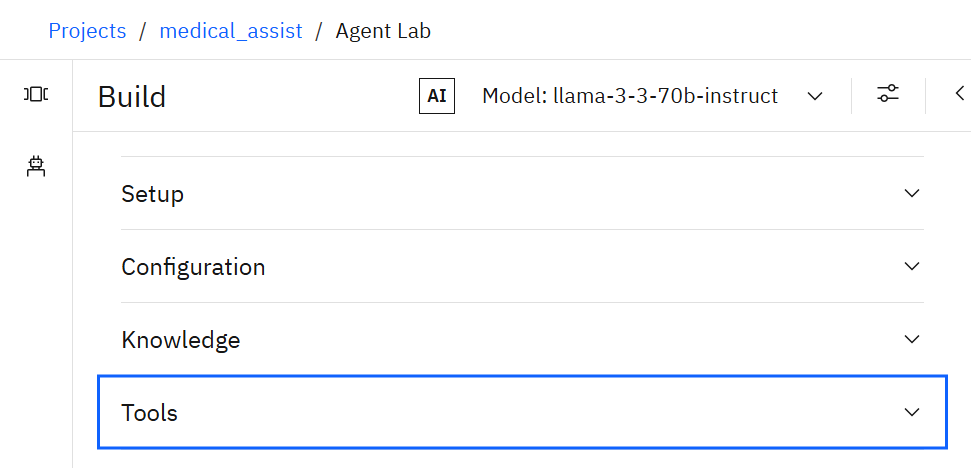 Projects / medical_assist / Agent Lab
Build AI Model: llama-3-3-70b-instruct
Setup
Configuration
Knowledge
Tools